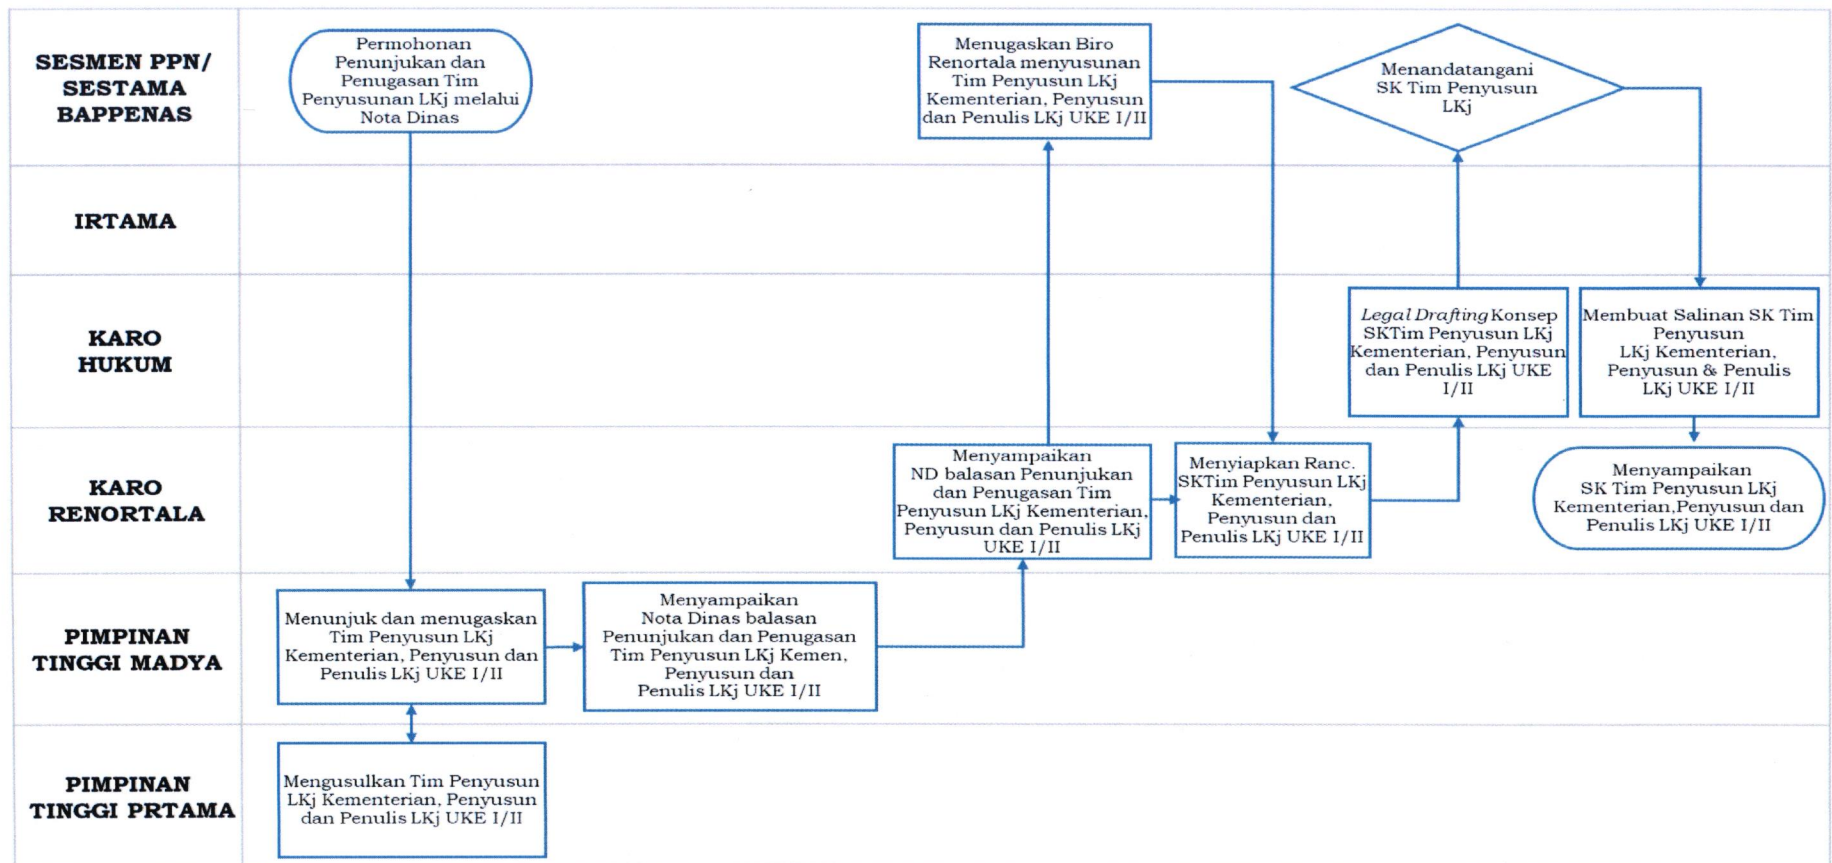 SESMEN PPN/
SESTAMA
BAPPENAS
Permohonan
Penunjukan dan
Penugasan Tim
Penyusunan LKj melalui
Nota Dinas
Menugaskan Biro
Renortala menyusunan
Tim Penyusun LKj
Kementerian, Penyusun
dan Penulis LKj UKE I/II
Menandatangani
SK Tim Penyusun
LKj
IRTAMA
KARO
HUKUM
Legal Drafting Konsep
SKTim Penyusun LKj
Kementerian, Penyusun
dan Penulis LKj UKE
I/II
Membuat Salinan SK Tim
Penyusun
LKj Kementerian,
Penyusun & Penulis
LKj UKE I/II
KARO
RENORTALA
Menyampaikan
ND balasan Penunjukan
dan Penugasan Tim
Penyusun LKj Kementerian,
Penyusun dan Penulis LKj
UKE I/II
Menyiapkan Ranc.
SKTim Penyusun LKj
Kementerian,
Penyusun dan
Penulis LKj UKE I/II
Menyampaikan
SK Tim Penyusun LKj
Kementerian,Penyusun dan
Penulis LKj UKE I/II
PIMPINAN
TINGGI MADYA
Menunjuk dan menugaskan
Tim Penyusun LKj
Kementerian, Penyusun dan
Penulis LKj UKE I/II
Menyampaikan
Nota Dinas balasan
Penunjukan dan Penugasan
Tim Penyusun LKj Kemen,
Penyusun dan
Penulis LKj UKE I/II
PIMPINAN
TINGGI PRTAMA
Mengusulkan Tim Penyusun
LKj Kementerian, Penyusun
dan Penulis LKj UKE I/II